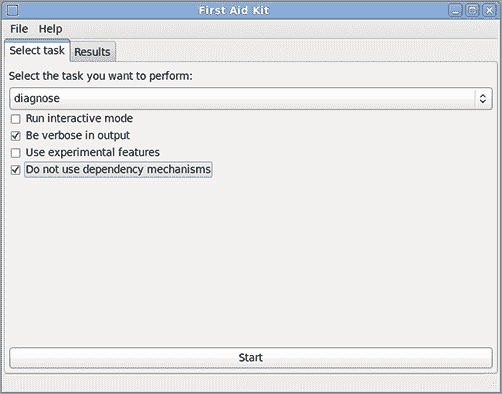 First Aid Kit
File Help
Select task Results
Select the task you want to perform:
diagnose
Run interactive mode
Be verbose in output
Use experimental features
Do not use dependency mechanisms
Start